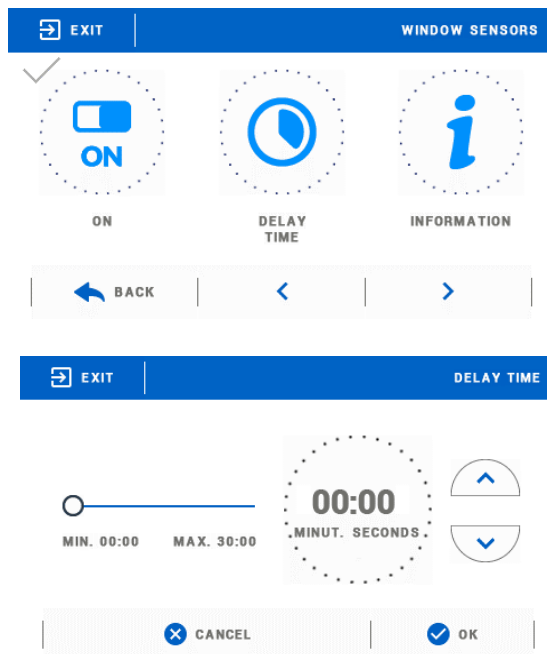 EXIT
WINDOW SENSORS
ON
ON
DELAY
TIME
INFORMATION
BACK
EXIT
DELAY TIME
00:00
MINUT. SECONDS
MIN. 00:00
MAX. 30:00
CANCEL
OK